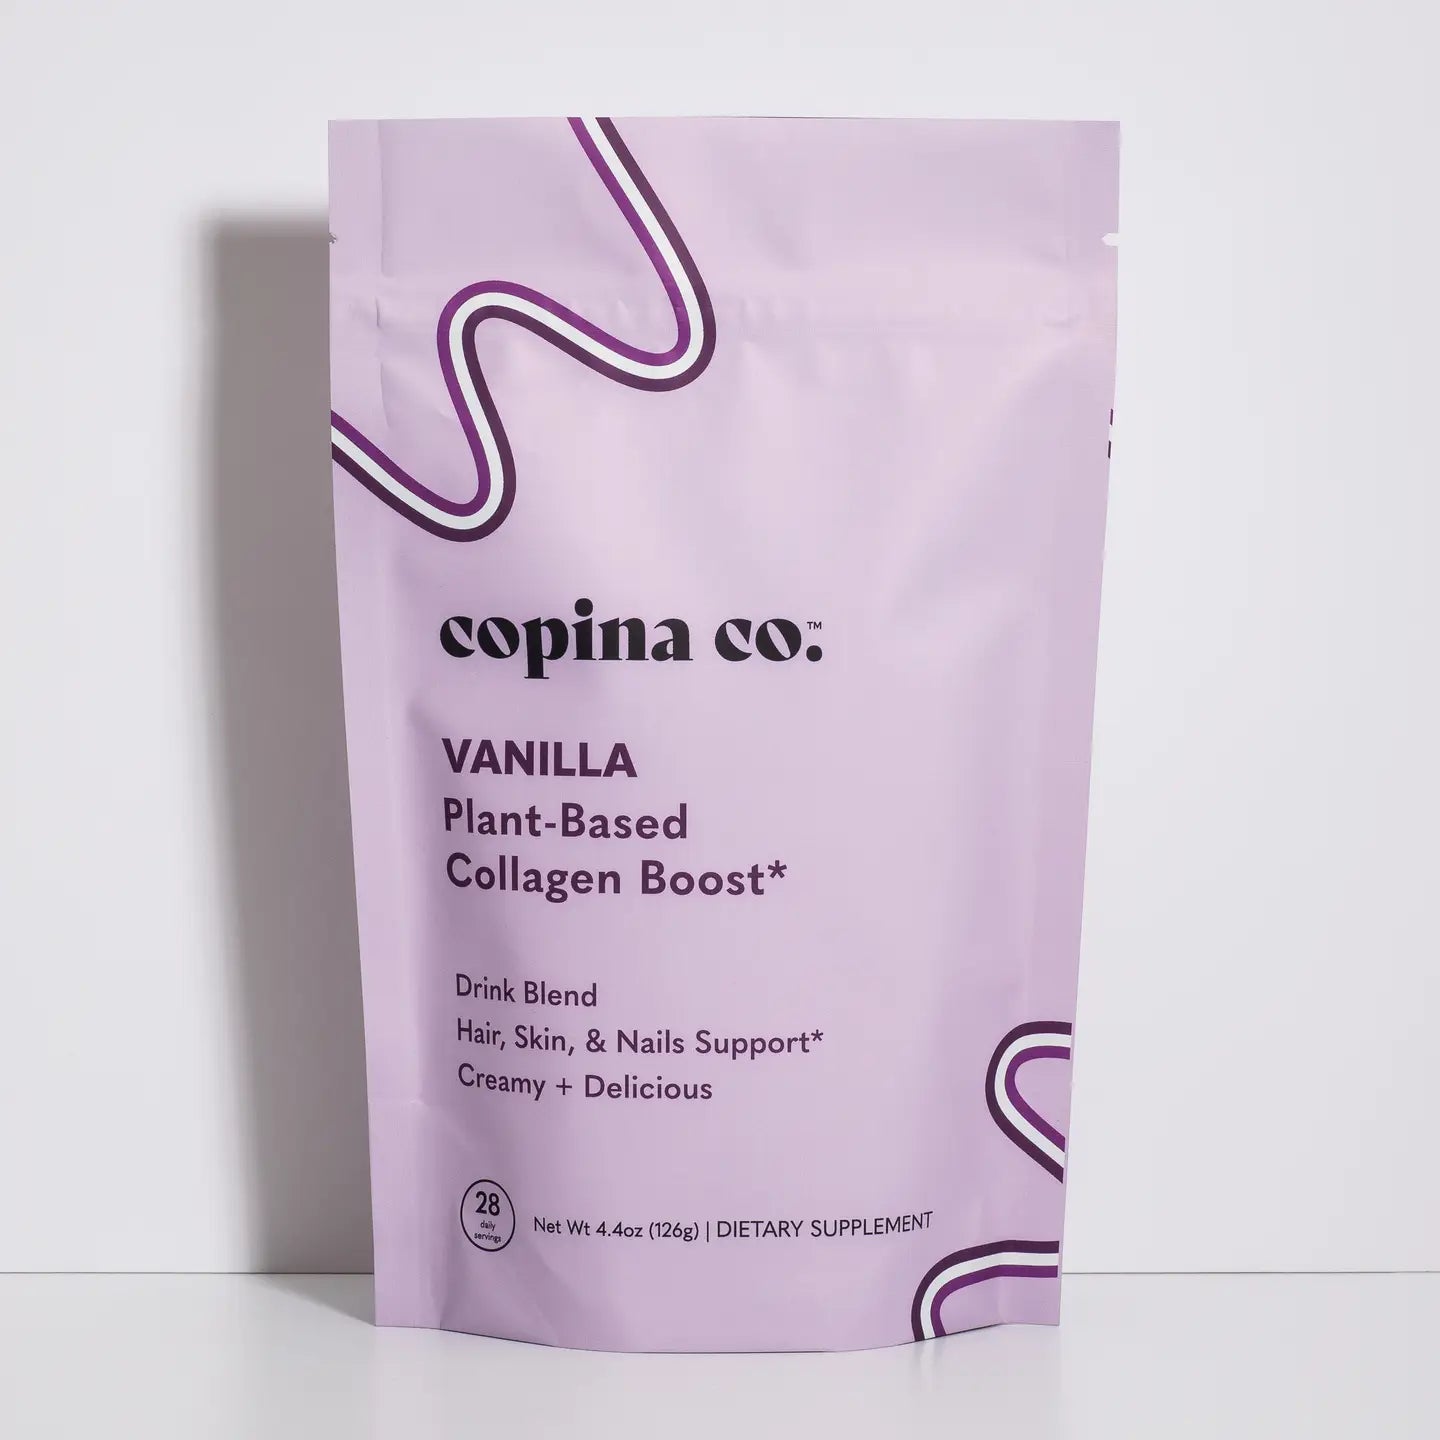 copina co.™
VANILLA
Plant-Based
Collagen Boost*
Drink Blend
Hair, Skin, & Nails Support*
Creamy + Delicious
28
daily
servings
Net Wt 4.4oz (126g) | DIETARY SUPPLEMENT